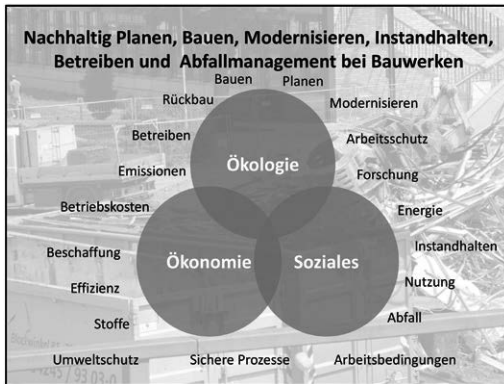 Nachhaltig Planen, Bauen, Modernisieren, Instandhalten,
Betreiben und Abfallmanagement bei Bauwerken
Bauen Planen
Rückbau Modernisieren
Betreiben Arbeitsschutz
Ökologie
Emissionen Forschung
Betriebskosten Energie
Beschaffung Ökonomie Soziales Instandhalten
Effizienz Nutzung
Stoffe Abfall
Umweltschutz Sichere Prozesse Arbeitsbedingungen